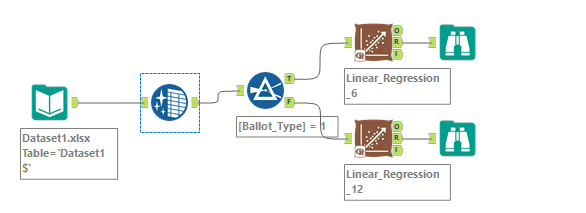 Dataset1.xlsx
Table=`Dataset1
$`
T
F
[Ballot_Type] = 1
O
R
I
R
Linear_Regression
_6
O
R
I
R
Linear_Regression
_12